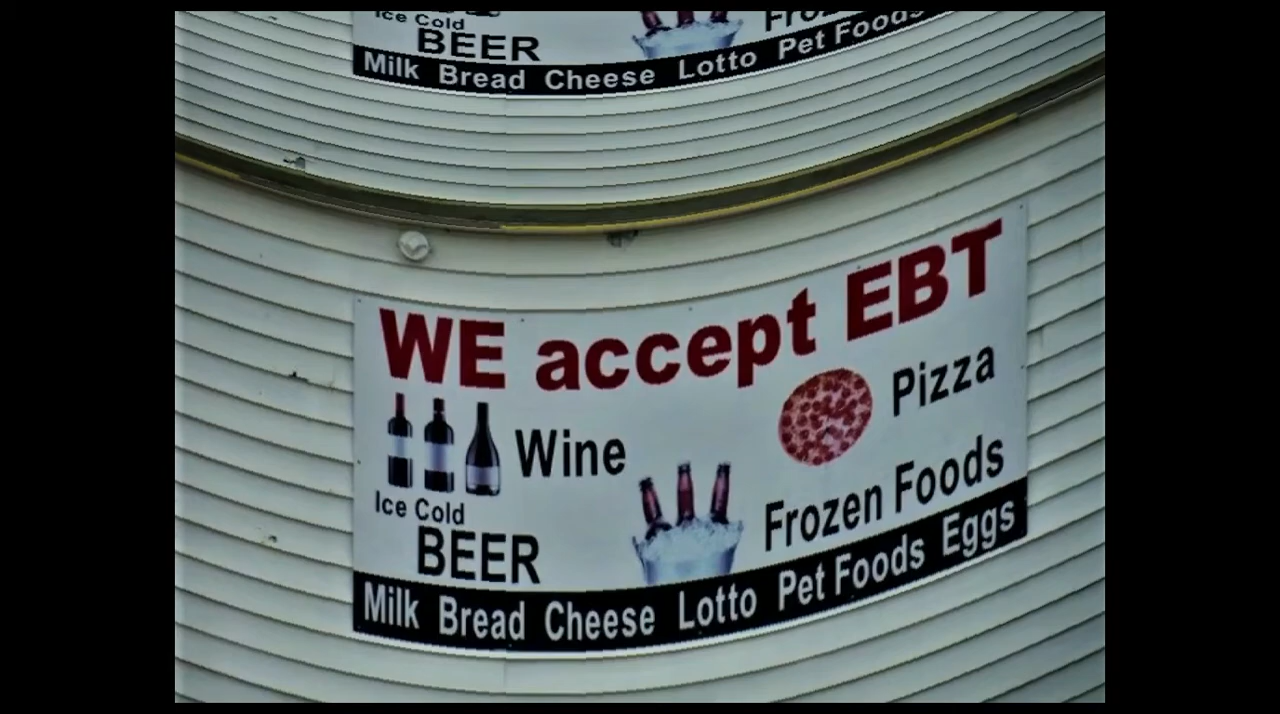 Ice Cold
BEER
Milk Bread Cheese Lotto Pet Foods
WE accept EBT
Pizza
Wine
Ice Cold
BEER
Frozen Foods
Milk Bread Cheese Lotto Pet Foods Eggs